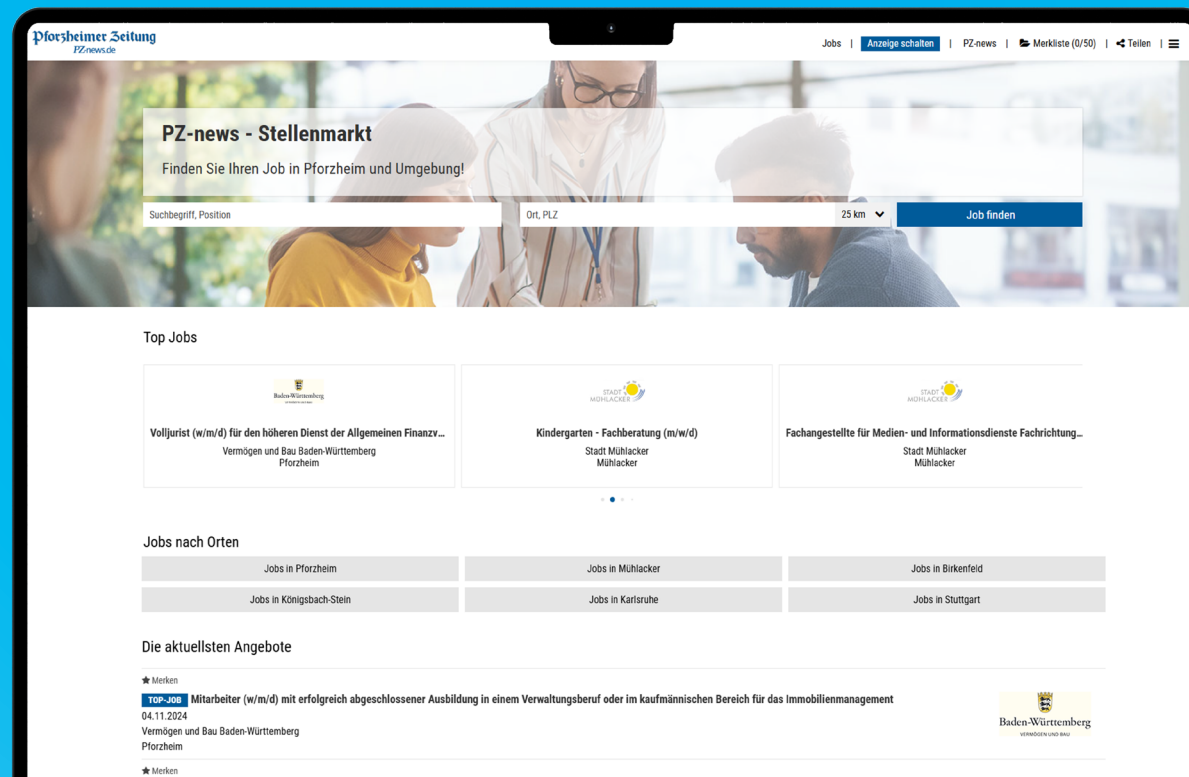 Pforzheimer Zeitung
PZ-news.de
Jobs | Anzeige schalten | PZ-news | Merkliste (0/50) | Teilen |
PZ-news - Stellenmarkt
Finden Sie Ihren Job in Pforzheim und Umgebung!
Suchbegriff, Position
Ort, PLZ
25 km
Job finden
Top Jobs
Baden-Württemberg
STADT
MÜHLACKER
STADT
MÜHLACKER
Volljurist (w/m/d) für den höheren Dienst der Allgemeinen Finanzv...
Vermögen und Bau Baden-Württemberg
Pforzheim
Kindergarten - Fachberatung (m/w/d)
Stadt Mühlacker
Mühlacker
Fachangestellte für Medien- und Informationsdienste Fachrichtung...
Stadt Mühlacker
Mühlacker
Jobs nach Orten
Jobs in Pforzheim
Jobs in Mühlacker
Jobs in Birkenfeld
Jobs in Königsbach-Stein
Jobs in Karlsruhe
Jobs in Stuttgart
Die aktuellsten Angebote
Merken
TOP-JOB Mitarbeiter (w/m/d) mit erfolgreich abgeschlossener Ausbildung in einem Verwaltungsberuf oder im kaufmännischen Bereich für das Immobilienmanagement
04.11.2024
Vermögen und Bau Baden-Württemberg
Pforzheim
Baden-Württemberg
VERMÖGEN UND BAU
Merken